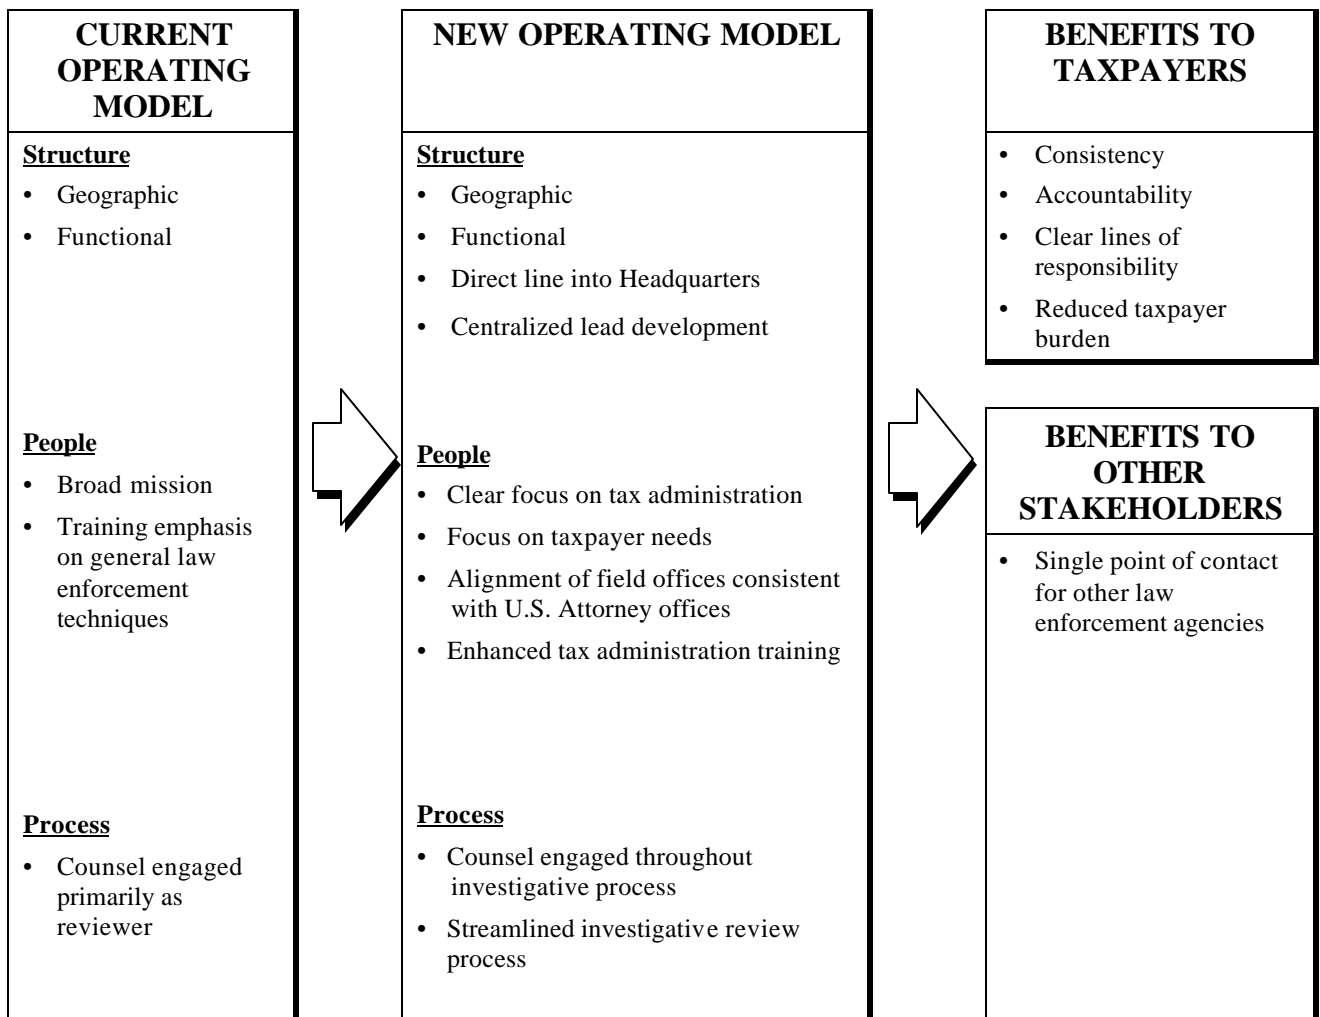 CURRENT
OPERATING
MODEL
Structure
• Geographic
• Functional
People
• Broad mission
• Training emphasis
on general law
enforcement
techniques
Process
• Counsel engaged
primarily as
reviewer
NEW OPERATING MODEL
Structure
• Geographic
• Functional
• Direct line into Headquarters
• Centralized lead development
People
• Clear focus on tax administration
• Focus on taxpayer needs
• Alignment of field offices consistent
with U.S. Attorney offices
• Enhanced tax administration training
Process
• Counsel engaged throughout
investigative process
• Streamlined investigative review
process
BENEFITS TO
TAXPAYERS
• Consistency
• Accountability
• Clear lines of
responsibility
• Reduced taxpayer
burden
BENEFITS TO
OTHER
STAKEHOLDERS
• Single point of contact
for other law
enforcement agencies